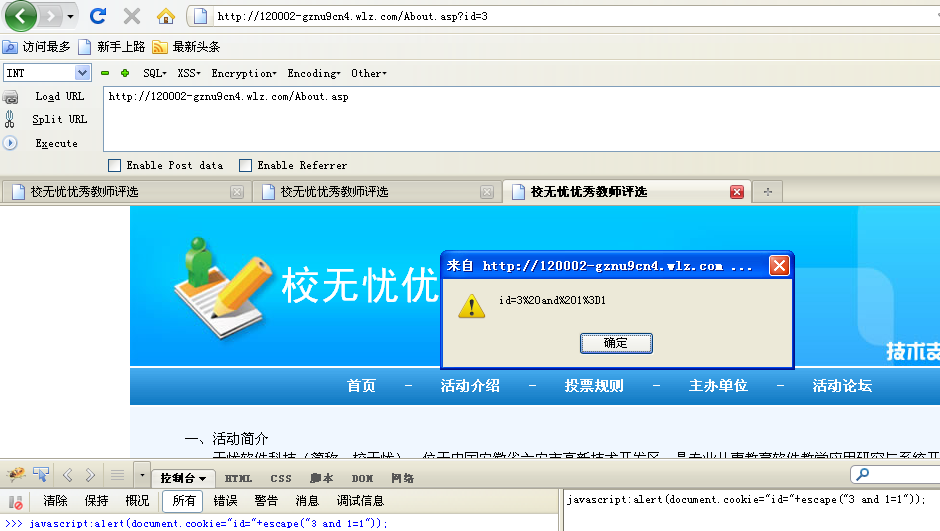 http://120002-gznu9cn4.wlz.com/About.asp?id=3
访问最多 新手上路 最新头条
INT SQL XSS Encryption Encoding Other
Load URL http://120002-gznu9cn4.wlz.com/About.asp
Split URL
Execute
Enable Post data Enable Referrer
校无忧优秀教师评选 校无忧优秀教师评选 校无忧优秀教师评选
来自 http://120002-gznu9cn4.wlz.com ...
校无忧优
id=3%20and%201%3D1
确定
技术支
首页 - 活动介绍 - 投票规则 - 主办单位 - 活动论坛
一、活动简介
控制台 HTML CSS 脚本 DOM 网络
清除 保持 概况 所有 错误 警告 消息 调试信息
javascript:alert(document.cookie="id="+escape("3 and 1=1"));
>>> javascript:alert(document.cookie="id="+escape("3 and 1=1"));